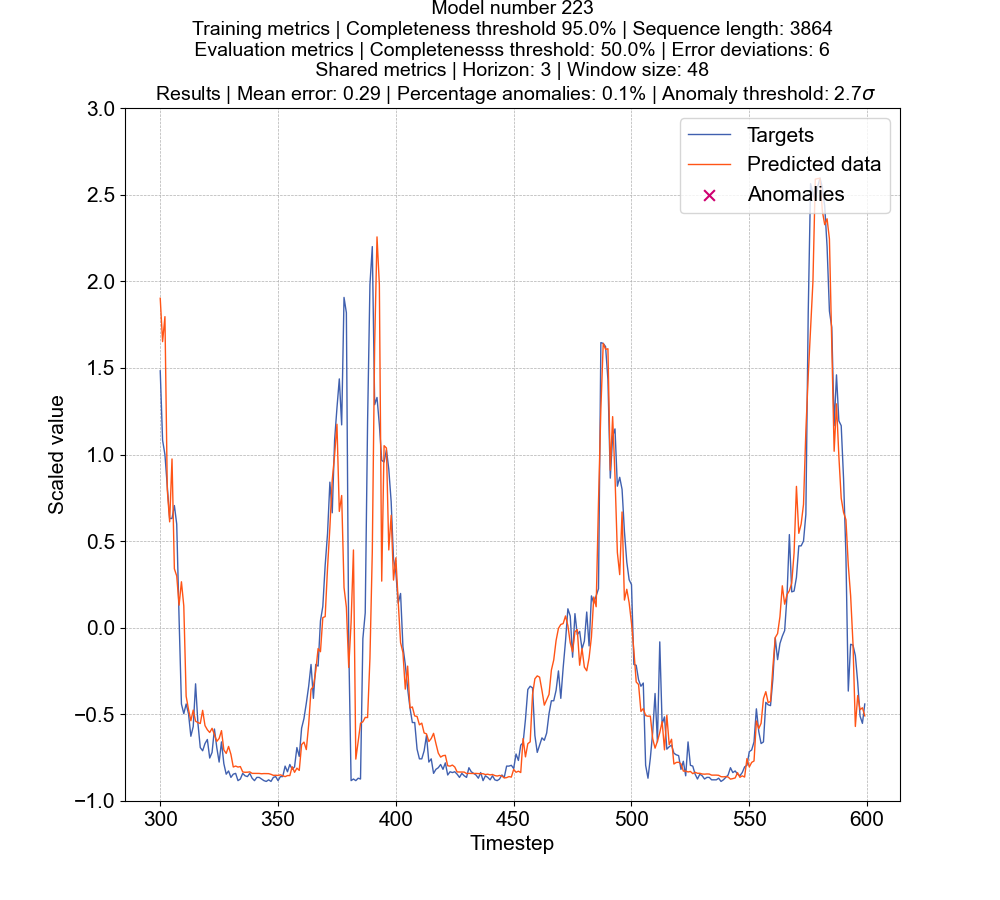 Model number 223
Training metrics | Completeness threshold 95.0% | Sequence length: 3864
Evaluation metrics | Completenesss threshold: 50.0% | Error deviations: 6
Shared metrics | Horizon: 3 | Window size: 48
Results | Mean error: 0.29 | Percentage anomalies: 0.1% | Anomaly threshold: 2.7σ
Targets
Predicted data
Anomalies
3.0
2.5
2.0
1.5
1.0
0.5
0.0
−0.5
−1.0
Scaled value
300
350
400
450
500
550
600
Timestep